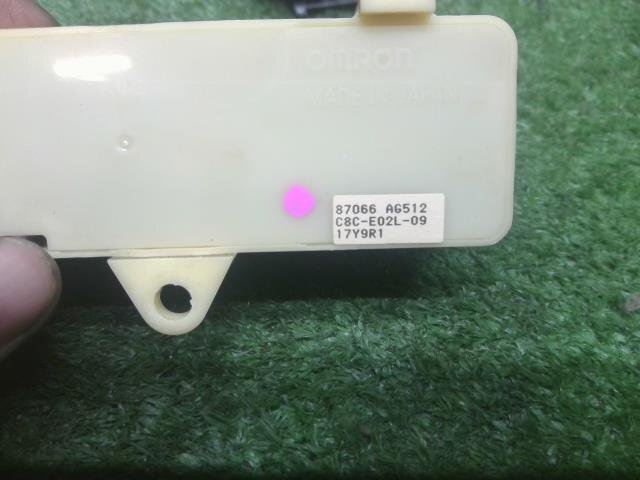 OMRON
MADE IN JAPAN
87066 AG512
C8C-E02L-09
17Y9R1